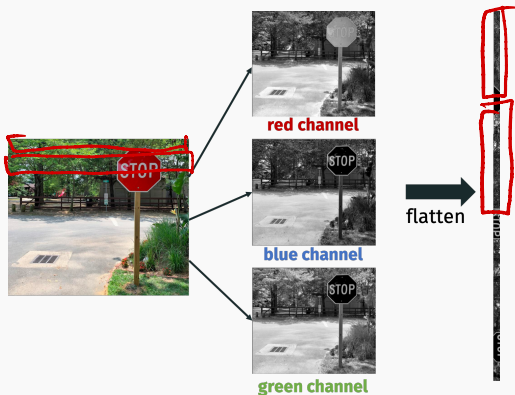 STOP
red channel
STOP
blue channel
STOP
green channel
flatten